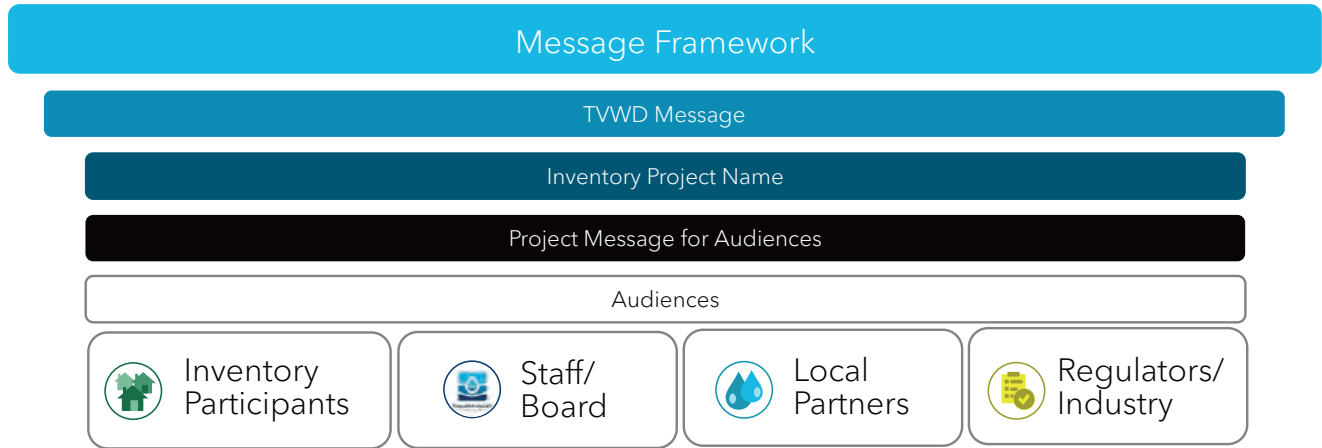 Message Framework
TVWD Message
Inventory Project Name
Project Message for Audiences
Audiences
Inventory
Participants
Staff/
Board
Local
Partners
Regulators/
Industry